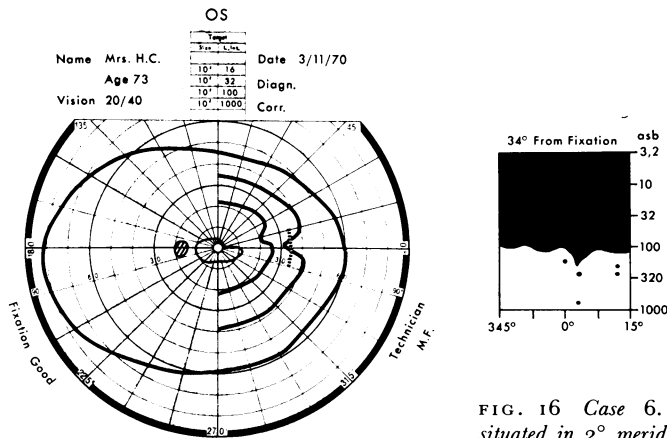 OS
Target
Name Mrs. H.C.
Age 73
Vision 20/40
10' 16
10' 32
10' 100
10' 1000
Date 3/11/70
Diagn.
Corr.
135
45
180
0
225
315
270
Fixation Good
Technician
M.F.
34° From Fixation
asb
3,2
10
32
100
320
1000
345° 0° 15°
FIG. 16 Case 6.
situated in 2° merid